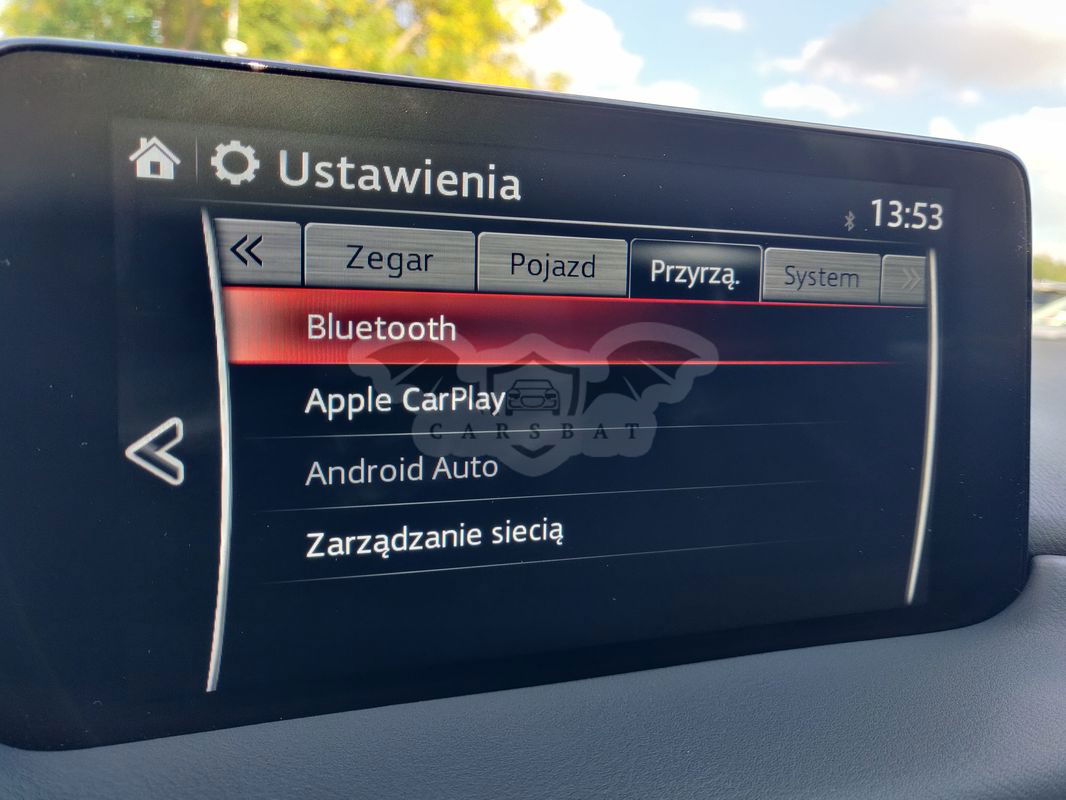 Ustawienia
13:53
« Zegar Pojazd Przyrzą. System »
Bluetooth
Apple CarPlay
CARSBAT
Android Auto
Zarządzanie siecią